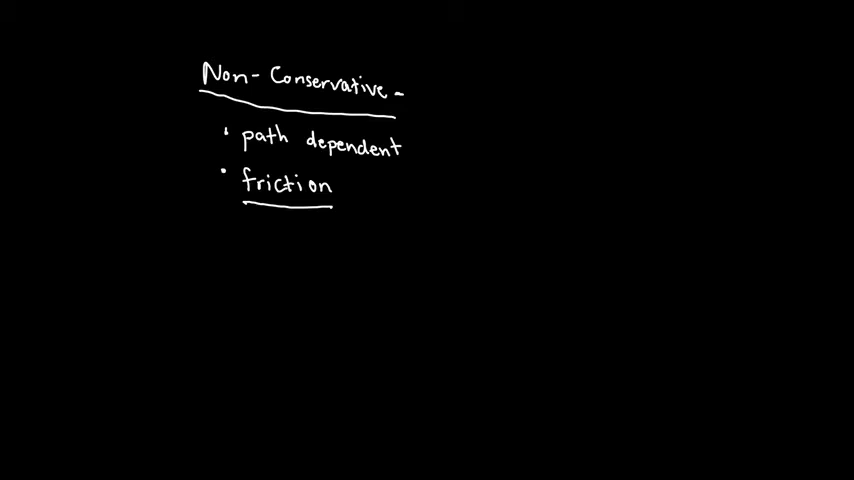 Non-Conservative-
• path dependent
• friction